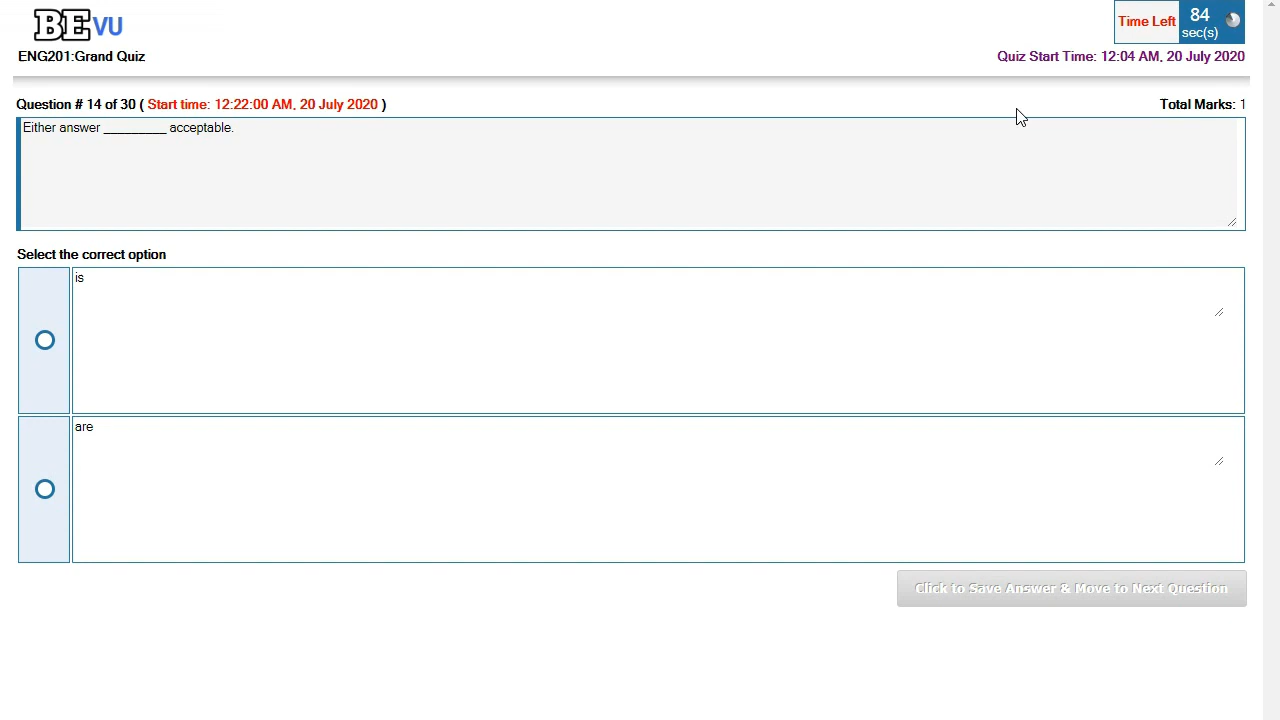 BEVU
Time Left 84 sec(s)
ENG201:Grand Quiz
Quiz Start Time: 12:04 AM, 20 July 2020
Question # 14 of 30 ( Start time: 12:22:00 AM, 20 July 2020 )
Total Marks: 1
Either answer _________ acceptable.
Select the correct option
is
are
Click to Save Answer & Move to Next Question